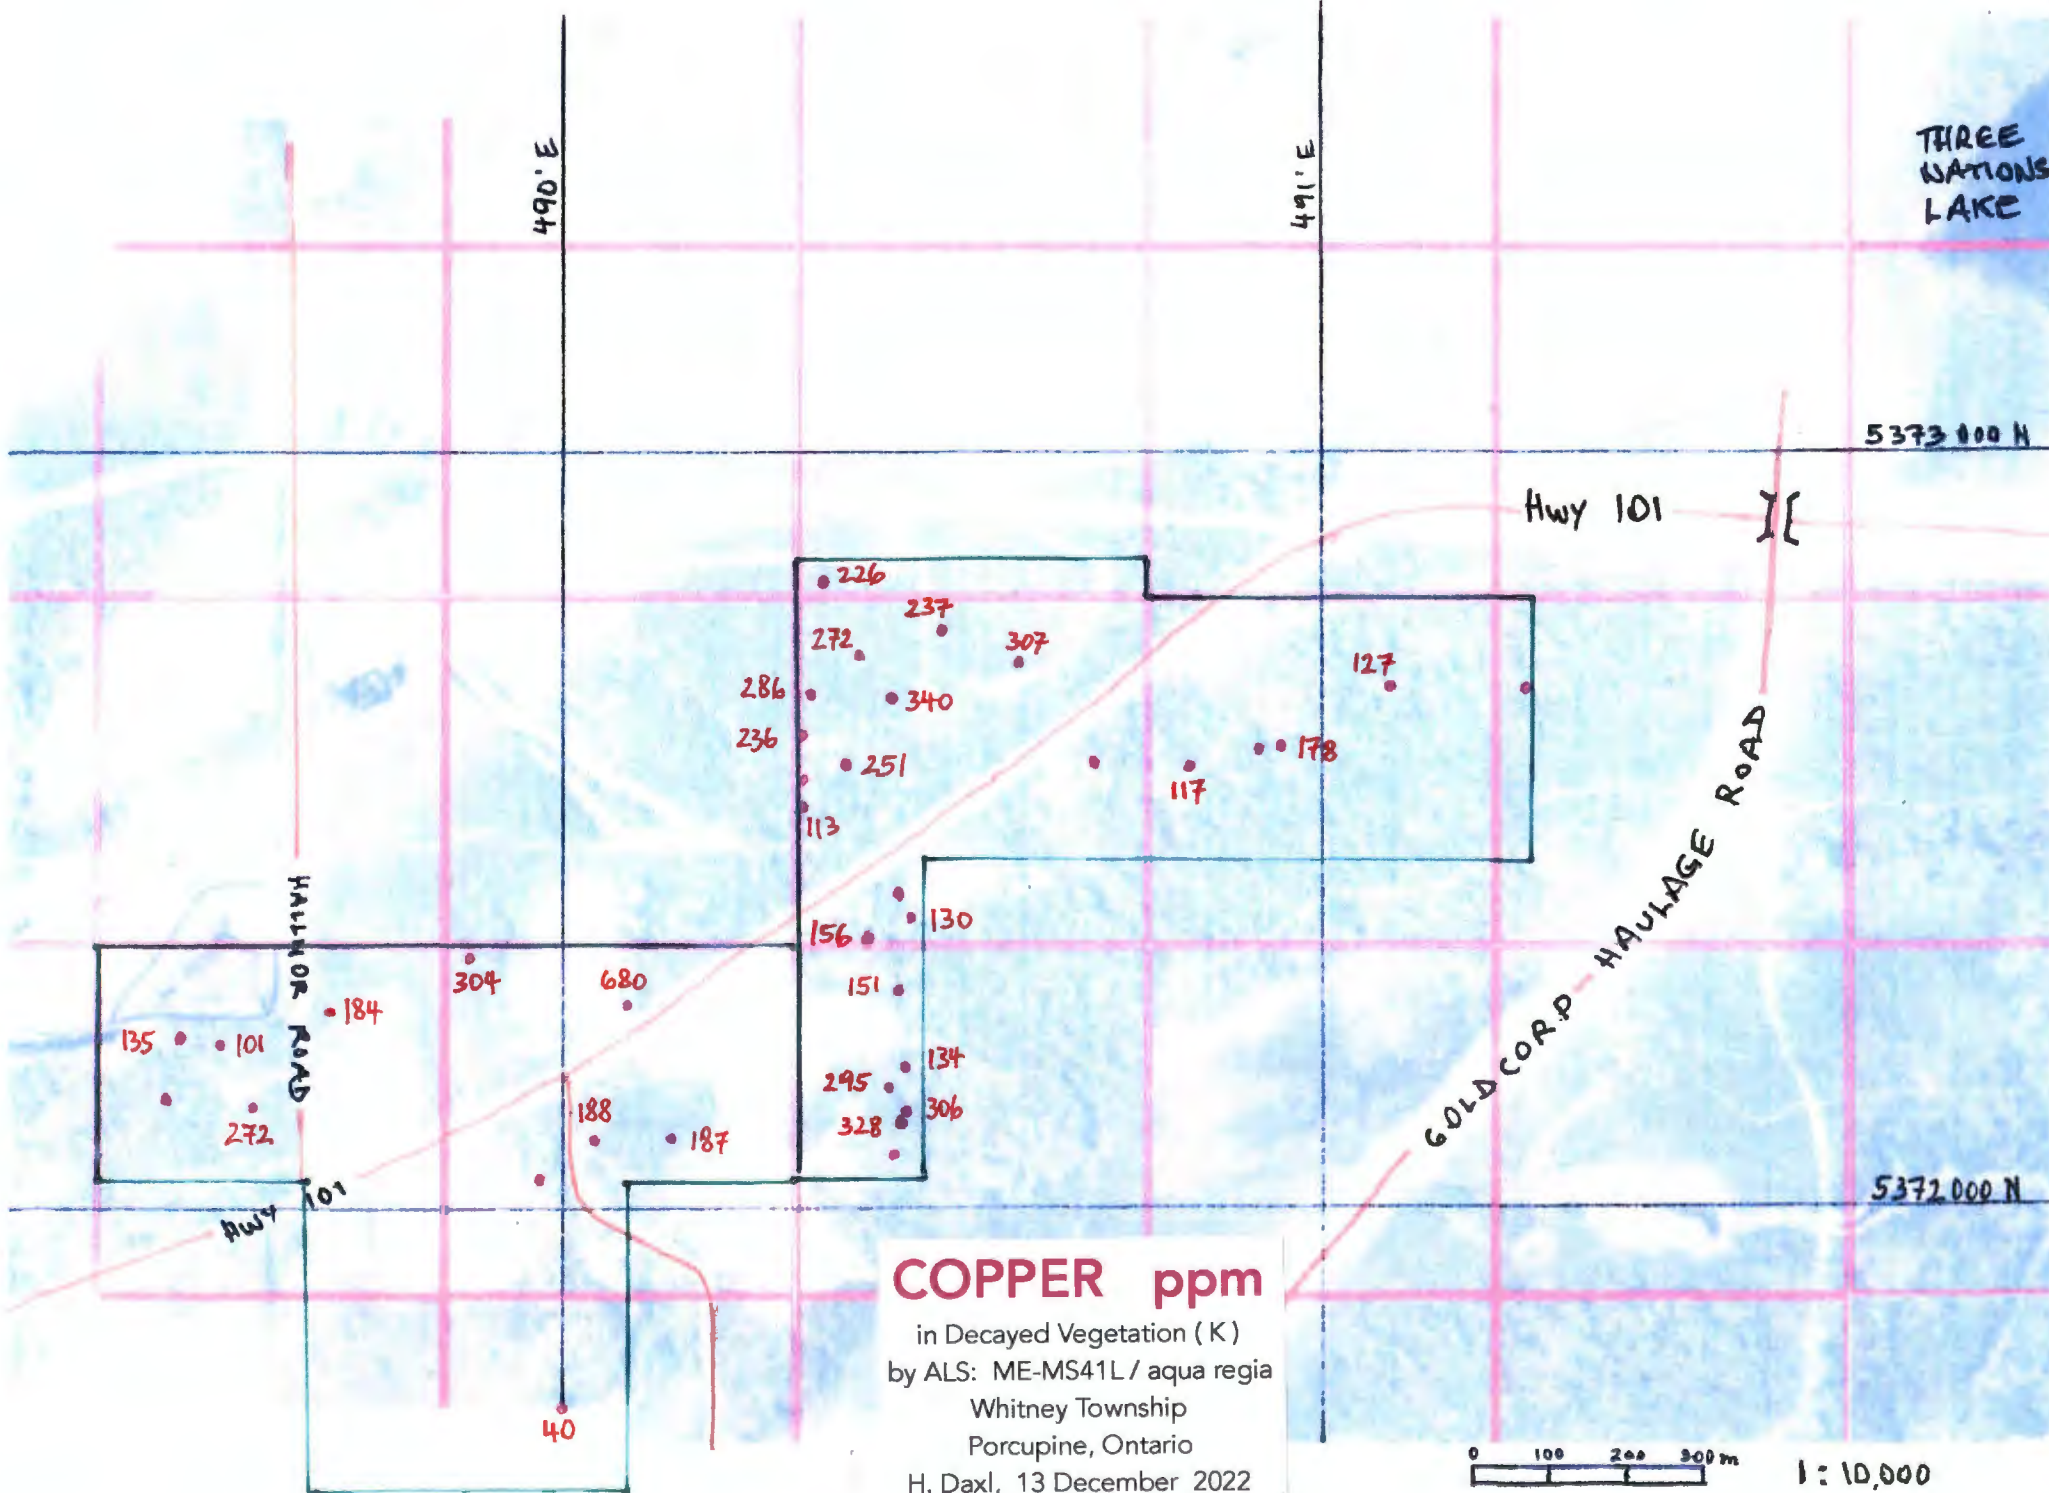 490' E
491' E
THREE
NATIONS
LAKE
5373 000 N
Hwy 101
226
237
272
307
127
286
340
236
251
178
117
113
HALLNOR ROAD
GOLDCORP HAULAGE ROAD
130
156
304
680
151
184
135
101
134
295
306
188
328
272
187
HWY 101
5372 000 N
COPPER ppm
in Decayed Vegetation ( K )
by ALS: ME-MS41L / aqua regia
Whitney Township
Porcupine, Ontario
H. Daxl, 13 December 2022
40
0 100 200 300 m
1 : 10,000